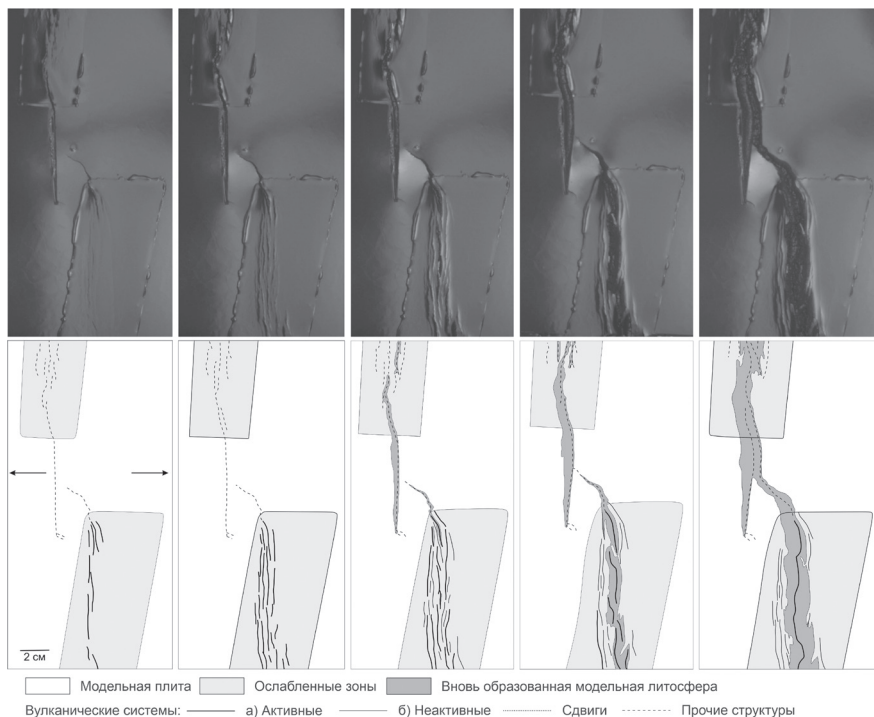 2 см
Модельная плита Ослабленные зоны Вновь образованная модельная литосфера
Вулканические системы: а) Активные б) Неактивные Сдвиги Прочие структуры